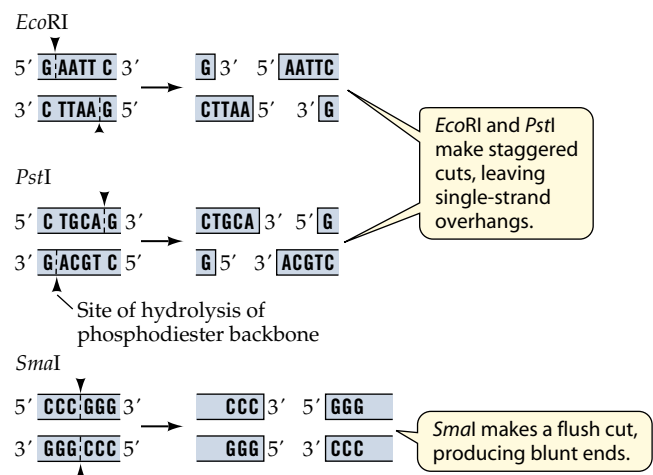 EcoRI
5′ G AATT C 3′ G 3′ 5′ AATTC
3′ C TTAA G 5′ CTTAA 5′ 3′ G
EcoRI and PstI
make staggered
cuts, leaving
single-strand
overhangs.
PstI
5′ C TGCA G 3′ CTGCA 3′ 5′ G
3′ G ACGT C 5′ G 5′ 3′ ACGTC
Site of hydrolysis of
phosphodiester backbone
SmaI
5′ CCC GGG 3′ CCC 3′ 5′ GGG
3′ GGG CCC 5′ GGG 5′ 3′ CCC
SmaI makes a flush cut,
producing blunt ends.